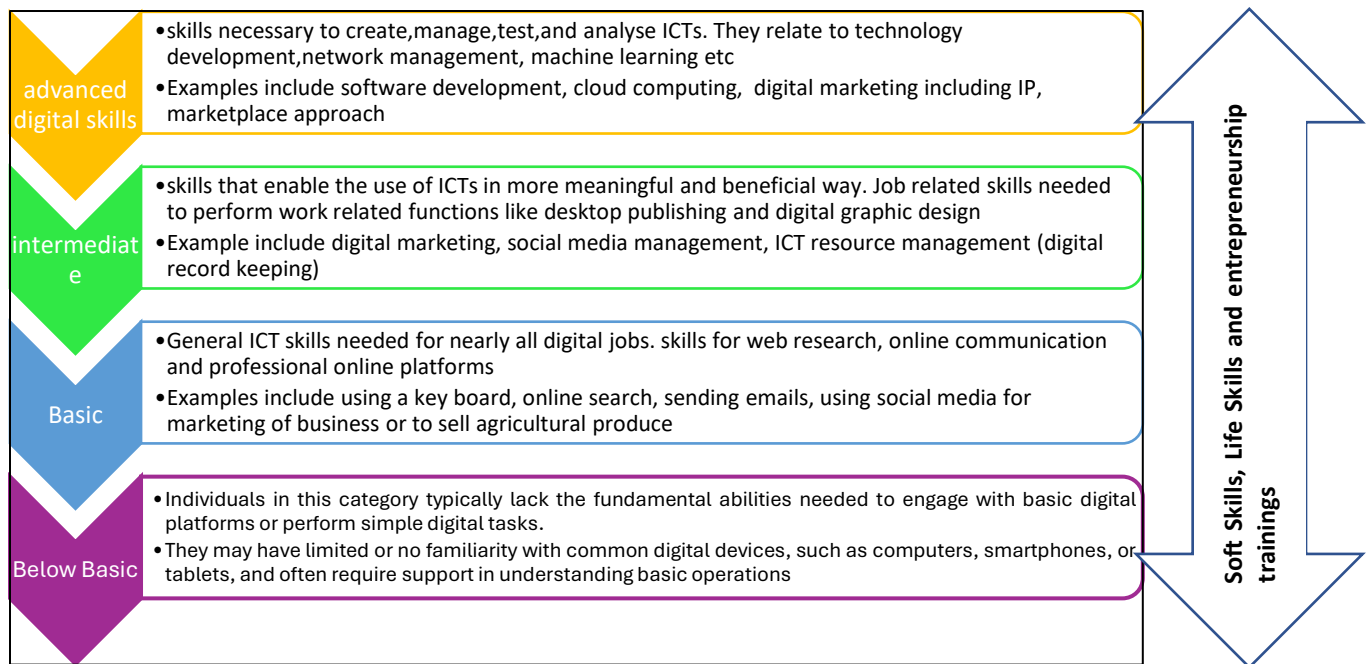 advanced
digital skills
•skills necessary to create,manage,test,and analyse ICTs. They relate to technology
development,network management, machine learning etc
•Examples include software development, cloud computing,  digital marketing including IP,
marketplace approach
intermediat
e
•skills that enable the use of ICTs in more meaningful and beneficial way. Job related skills needed
to perform work related functions like desktop publishing and digital graphic design
•Example include digital marketing, social media management, ICT resource management (digital
record keeping)
Basic
•General ICT skills needed for nearly all digital jobs. skills for web research, online communication
and professional online platforms
•Examples include using a key board, online search, sending emails, using social media for
marketing of business or to sell agricultural produce
Below Basic
•Individuals in this category typically lack the fundamental abilities needed to engage with basic digital
platforms or perform simple digital tasks.
•They may have limited or no familiarity with common digital devices, such as computers, smartphones, or
tablets, and often require support in understanding basic operations
Soft Skills, Life Skills and entrepreneurship
trainings